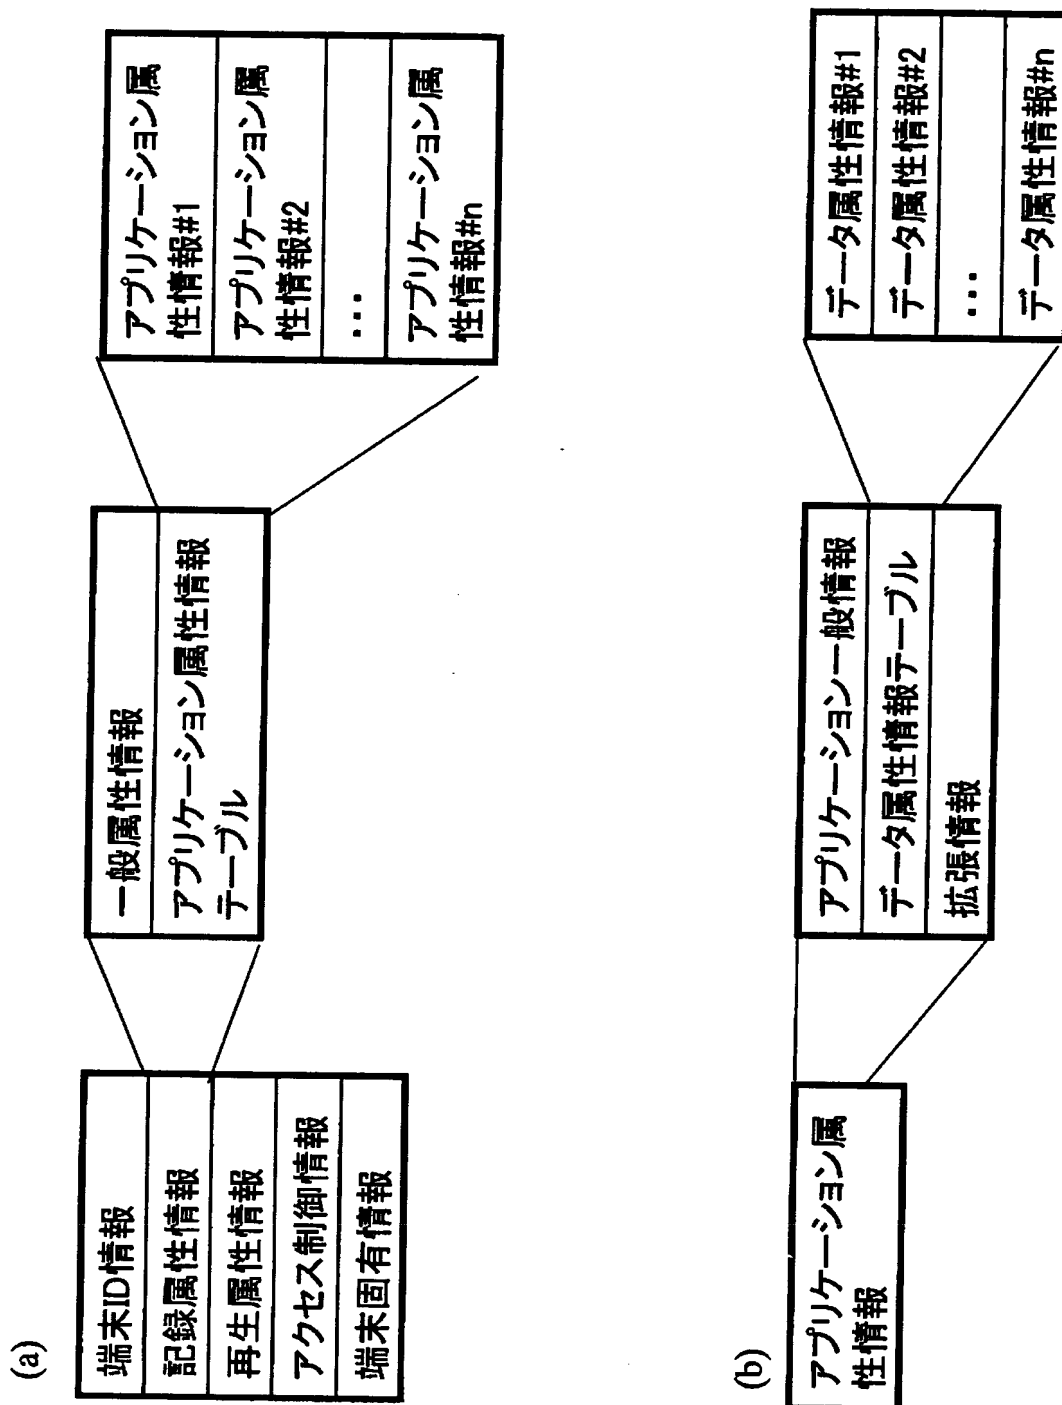 (a)
端末ID情報
記録属性情報
再生属性情報
アクセス制御情報
端末固有情報
一般属性情報
アプリケーション属性情報
テーブル
アプリケーション属
性情報#1
アプリケーション属
性情報#2
...
アプリケーション属
性情報#n
(b)
アプリケーション属
性情報
アプリケーション一般情報
データ属性情報テーブル
拡張情報
データ属性情報#1
データ属性情報#2
...
データ属性情報#n